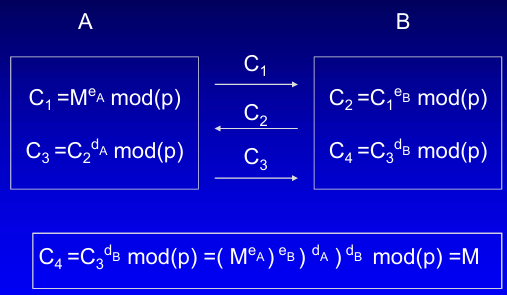 A B
C₁
C₁ =Mᵉᴬ mod(p) C₂ =C₁ᵉᴮ mod(p)
C₂
C₃ =C₂ᵈᴬ mod(p) C₄ =C₃ᵈᴮ mod(p)
C₃
C₄ =C₃ᵈᴮ mod(p) =( Mᵉᴬ ) ᵉᴮ ) ᵈᴬ ) ᵈᴮ mod(p) =M